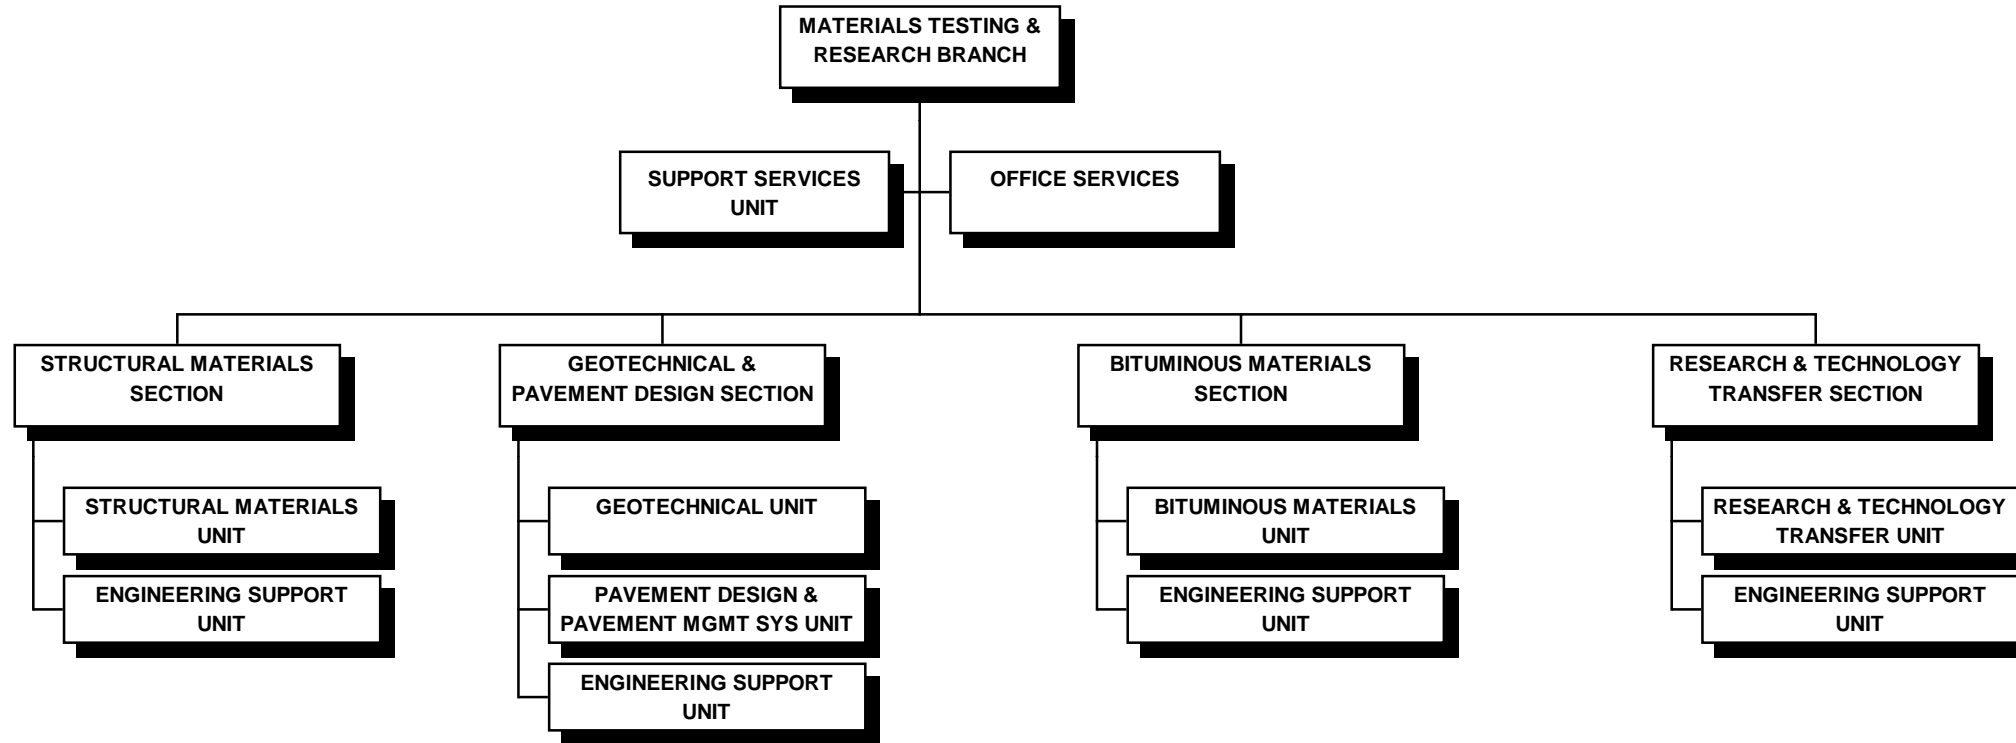 MATERIALS TESTING &
RESEARCH BRANCH
SUPPORT SERVICES
UNIT
OFFICE SERVICES
STRUCTURAL MATERIALS
SECTION
GEOTECHNICAL &
PAVEMENT DESIGN SECTION
BITUMINOUS MATERIALS
SECTION
RESEARCH & TECHNOLOGY
TRANSFER SECTION
STRUCTURAL MATERIALS
UNIT
ENGINEERING SUPPORT
UNIT
GEOTECHNICAL UNIT
PAVEMENT DESIGN &
PAVEMENT MGMT SYS UNIT
ENGINEERING SUPPORT
UNIT
BITUMINOUS MATERIALS
UNIT
ENGINEERING SUPPORT
UNIT
RESEARCH & TECHNOLOGY
TRANSFER UNIT
ENGINEERING SUPPORT
UNIT